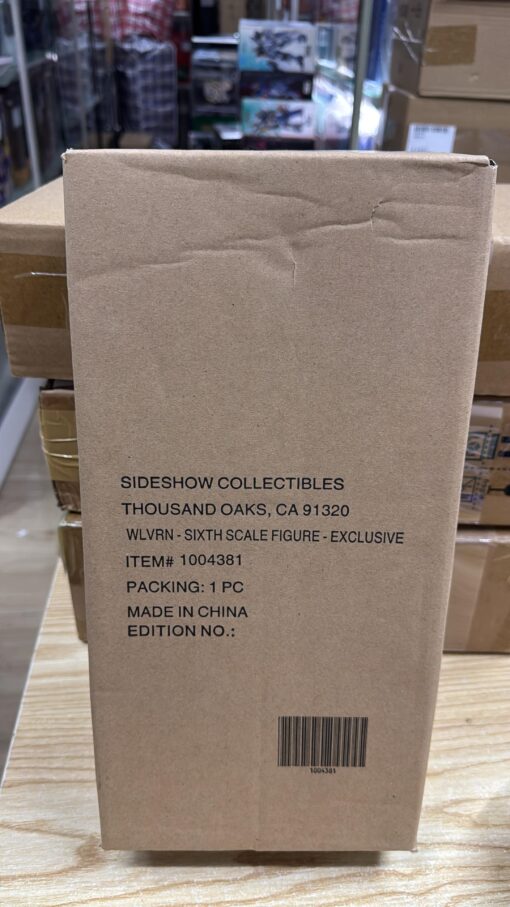 SIDESHOW COLLECTIBLES
THOUSAND OAKS, CA 91320
WLVRN - SIXTH SCALE FIGURE - EXCLUSIVE
ITEM# 1004381
PACKING: 1 PC
MADE IN CHINA
EDITION NO.:
1004381